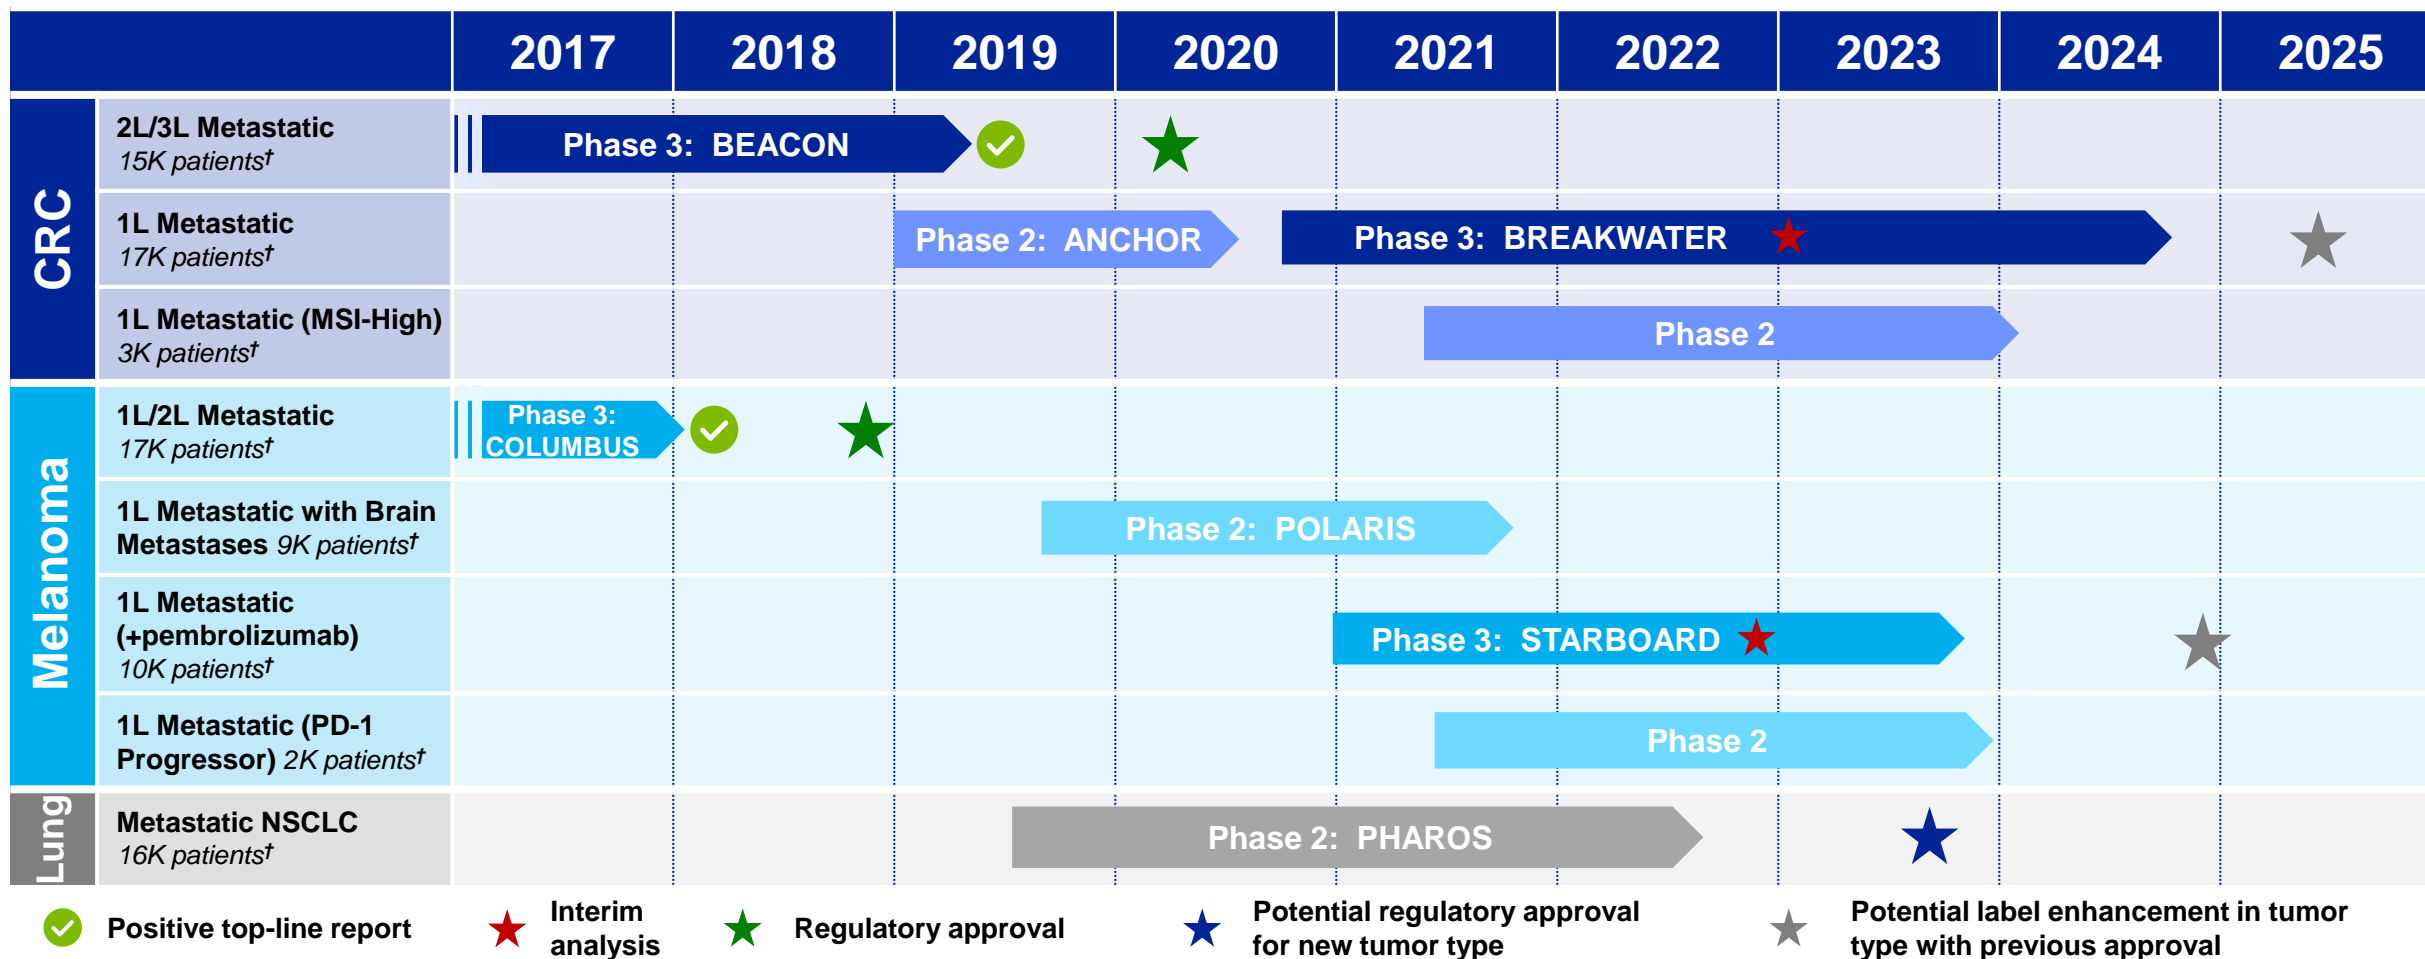 2017 2018 2019 2020 2021 2022 2023 2024 2025
CRC
2L/3L Metastatic
15K patients†
Phase 3: BEACON
1L Metastatic
17K patients†
Phase 2: ANCHOR
Phase 3: BREAKWATER
1L Metastatic (MSI-High)
3K patients†
Phase 2
Melanoma
1L/2L Metastatic
17K patients†
Phase 3:
COLUMBUS
1L Metastatic with Brain
Metastases 9K patients†
Phase 2: POLARIS
1L Metastatic
(+pembrolizumab)
10K patients†
Phase 3: STARBOARD
1L Metastatic (PD-1
Progressor) 2K patients†
Phase 2
Lung
Metastatic NSCLC
16K patients†
Phase 2: PHAROS
Positive top-line report
Interim
analysis
Regulatory approval
Potential regulatory approval
for new tumor type
Potential label enhancement in tumor
type with previous approval